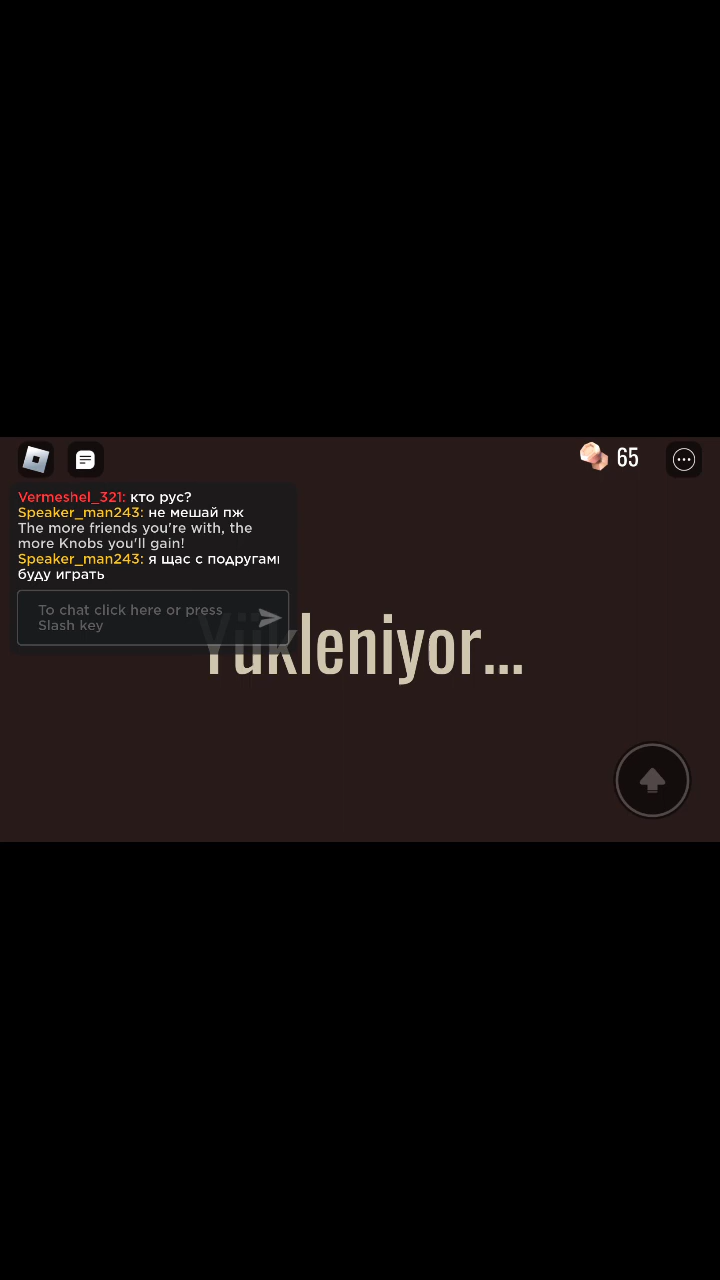 65
Vermeshel_321: кто рус?
Speaker_man243: не мешай пж
The more friends you're with, the
more Knobs you'll gain!
Speaker_man243: я щас с подругами
буду играть
To chat click here or press
Slash key
Yükleniyor...